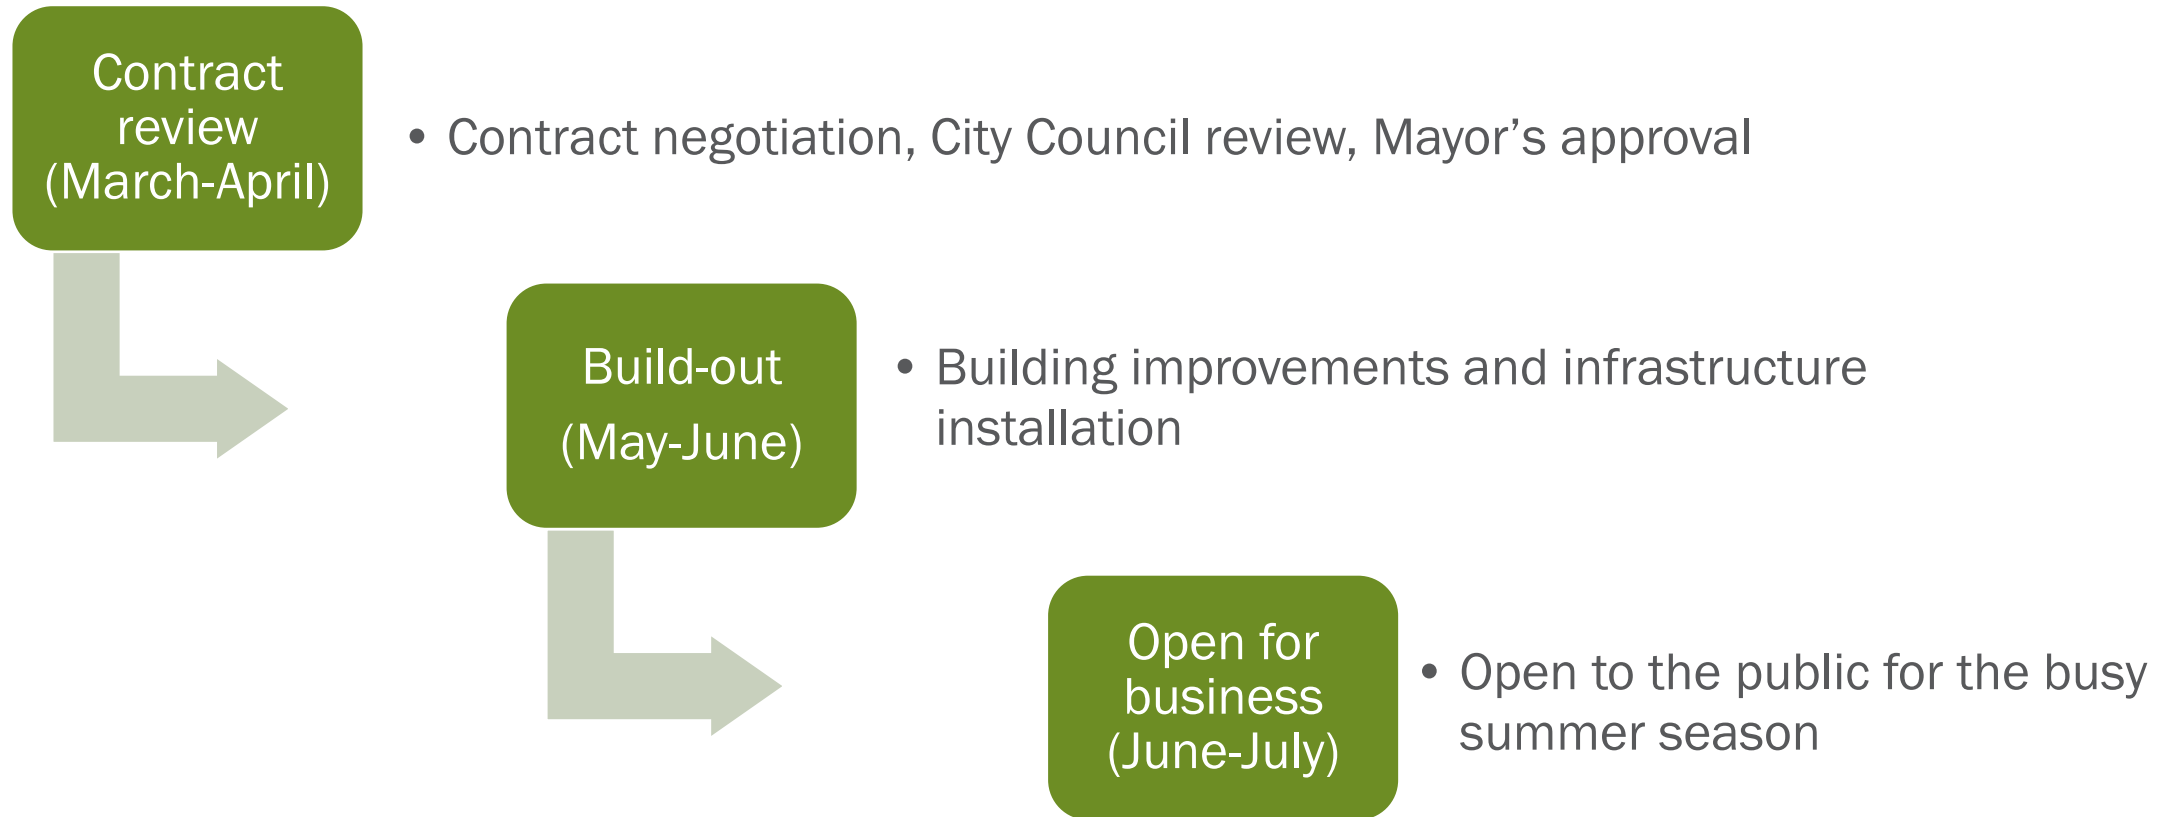 Contract
review
(March-April)
• Contract negotiation, City Council review, Mayor’s approval
Build-out
(May-June)
• Building improvements and infrastructure
installation
Open for
business
(June-July)
• Open to the public for the busy
summer season